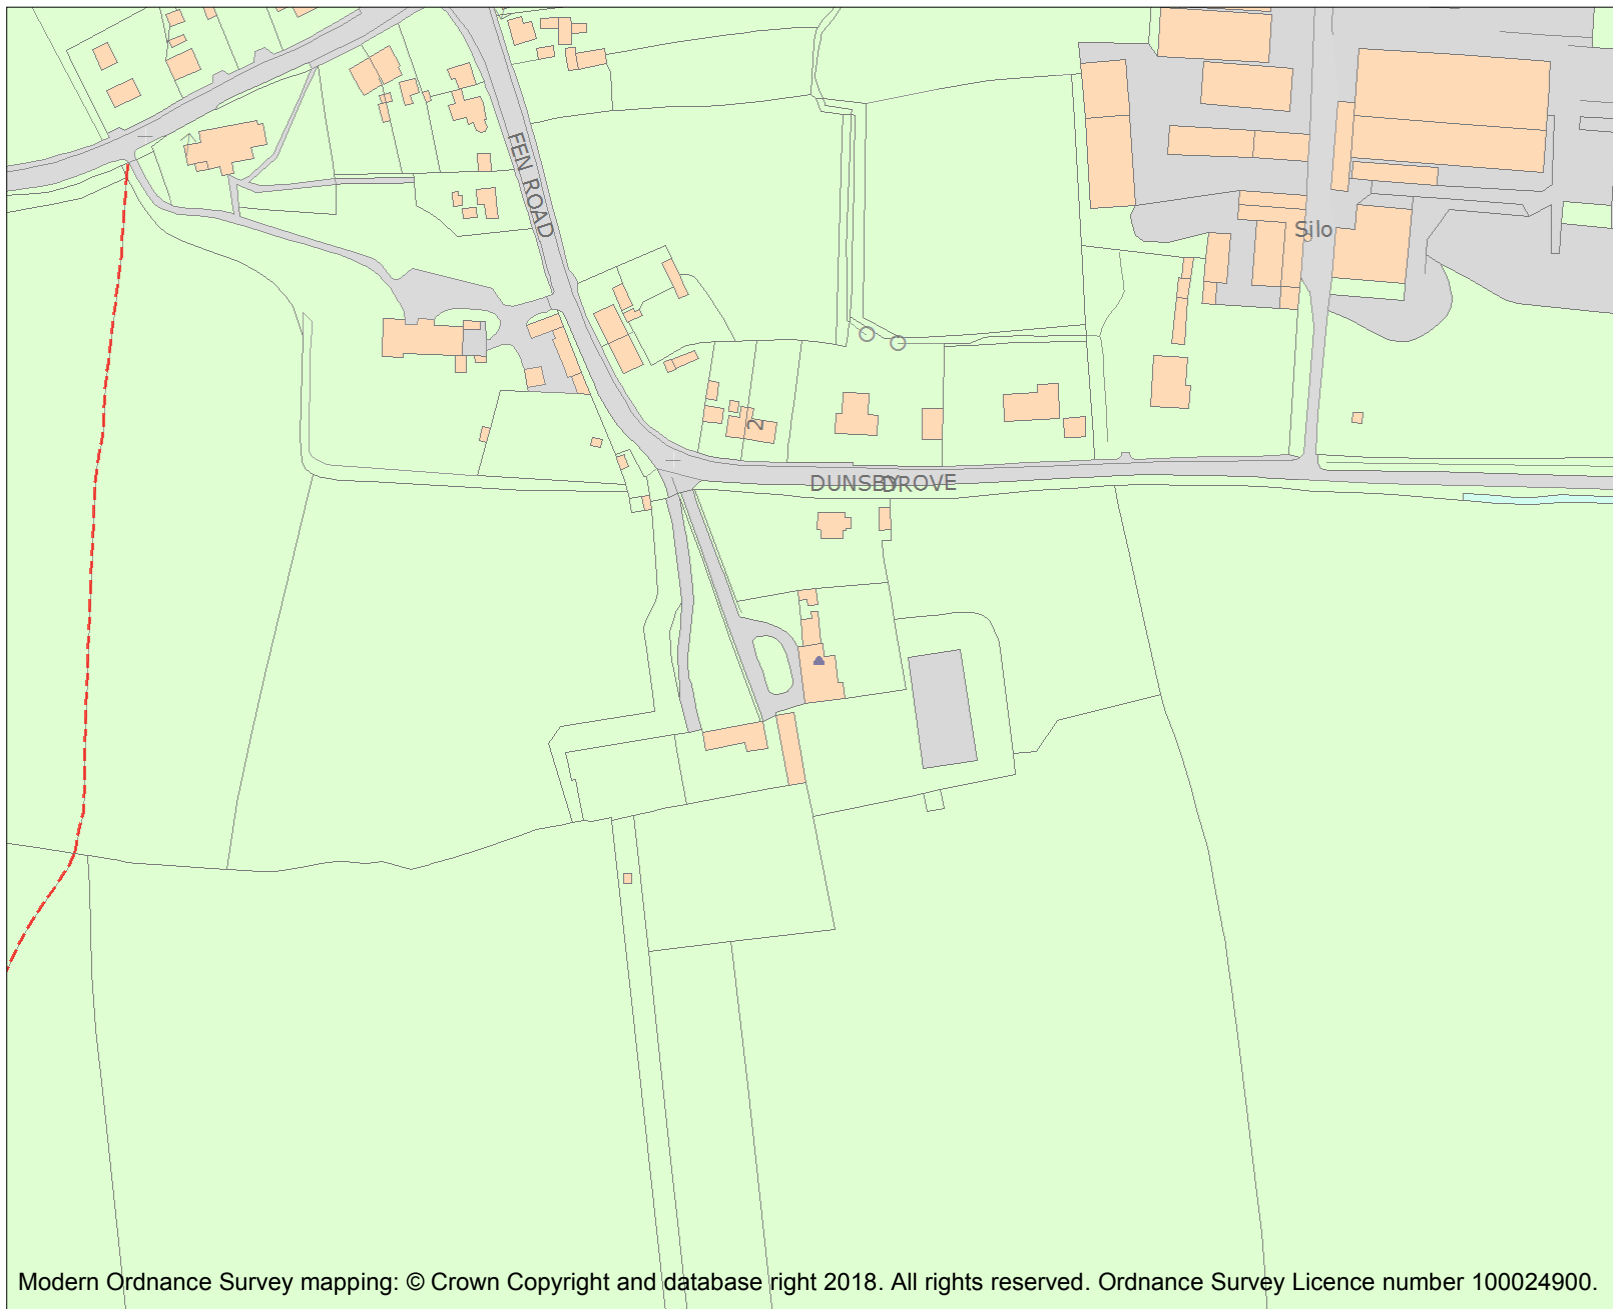 FEN ROAD
Silo
2
DUNSBY DROVE
Modern Ordnance Survey mapping: © Crown Copyright and database right 2018. All rights reserved. Ordnance Survey Licence number 100024900.